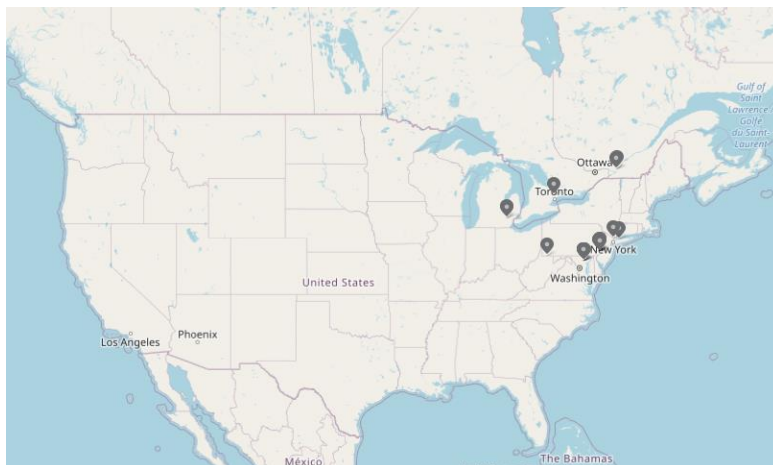 Gulf of
Saint
Lawrence
Golfe
du Saint-
Laurent
Ottawa
Toronto
New York
Washington
United States
Phoenix
Los Angeles
México
The Bahamas